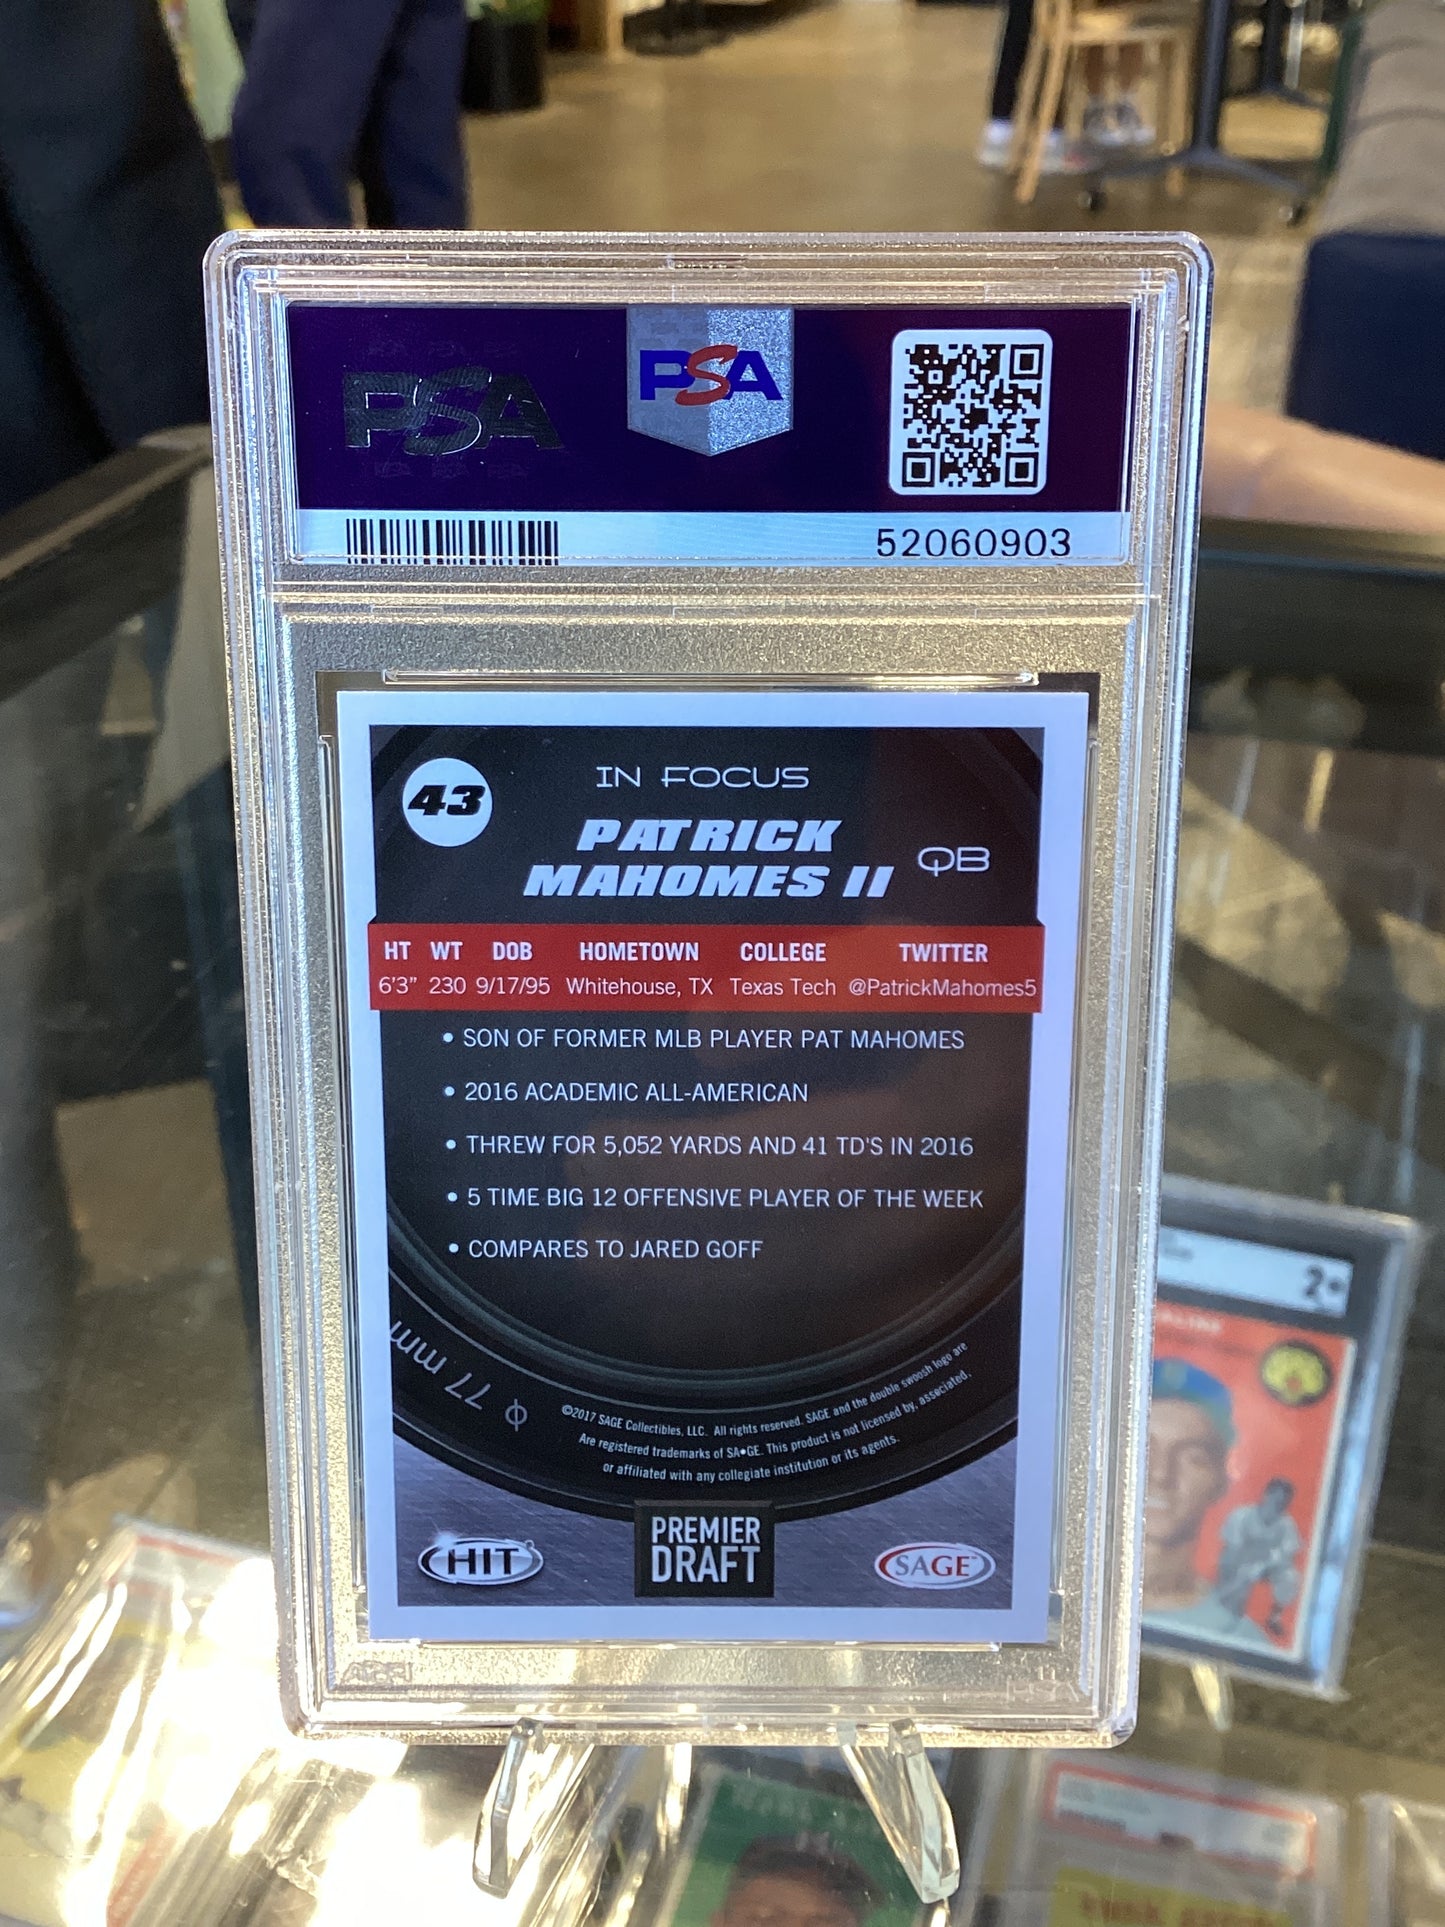 PSA
PSA
52060903
43
IN FOCUS
PATRICK
MAHOMES II
QB
HT WT DOB HOMETOWN COLLEGE TWITTER
6'3" 230 9/17/95 Whitehouse, TX Texas Tech @PatrickMahomes5
• SON OF FORMER MLB PLAYER PAT MAHOMES
• 2016 ACADEMIC ALL-AMERICAN
• THREW FOR 5,052 YARDS AND 41 TD'S IN 2016
• 5 TIME BIG 12 OFFENSIVE PLAYER OF THE WEEK
• COMPARES TO JARED GOFF
ϕ 77 mm
©2017 SAGE Collectibles, LLC. All rights reserved. SAGE and the double swoosh logo are
Are registered trademarks of SA•GE. This product is not licensed by, associated,
or affiliated with any collegiate institution or its agents.
HIT
PREMIER
DRAFT
SAGE™
2